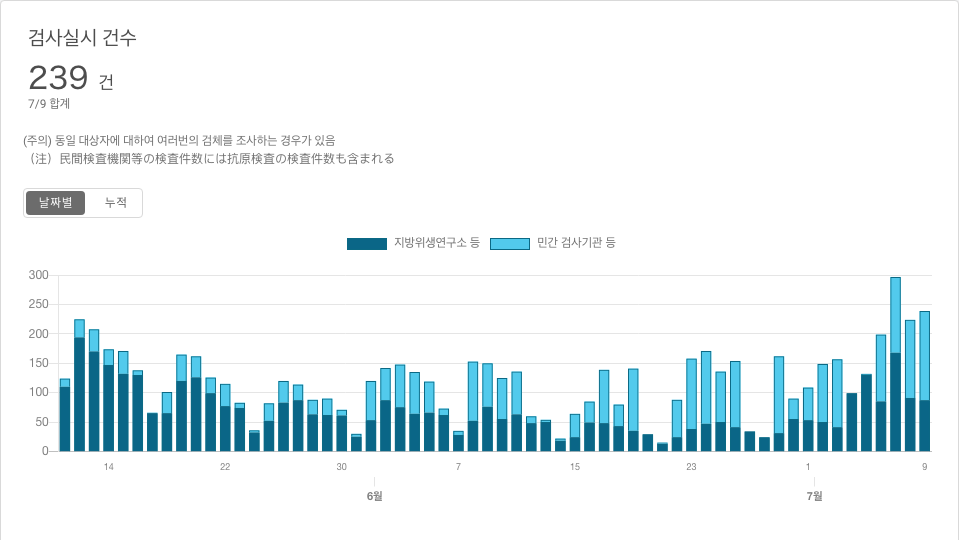 검사실시 건수
239 건
7/9 합계
(주의) 동일 대상자에 대하여 여러번의 검체를 조사하는 경우가 있음
（注）民間検査機関等の検査件数には抗原検査の検査件数も含まれる
날짜별 누적
지방위생연구소 등 민간 검사기관 등
300
250
200
150
100
50
0
14 22 30 7 15 23 1 9
6월 7월